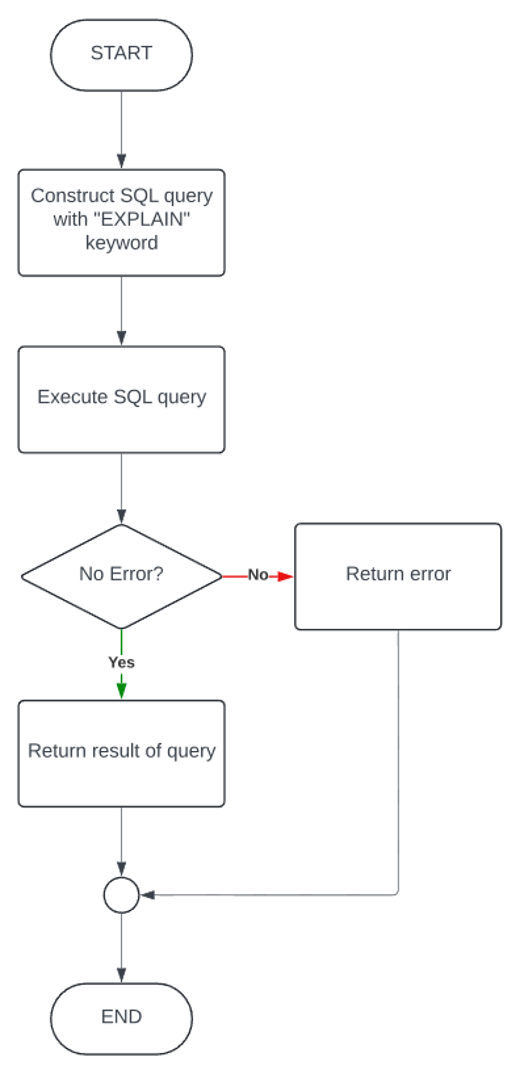 START
Construct SQL query
with "EXPLAIN"
keyword
Execute SQL query
No Error?
No
Return error
Yes
Return result of query
END